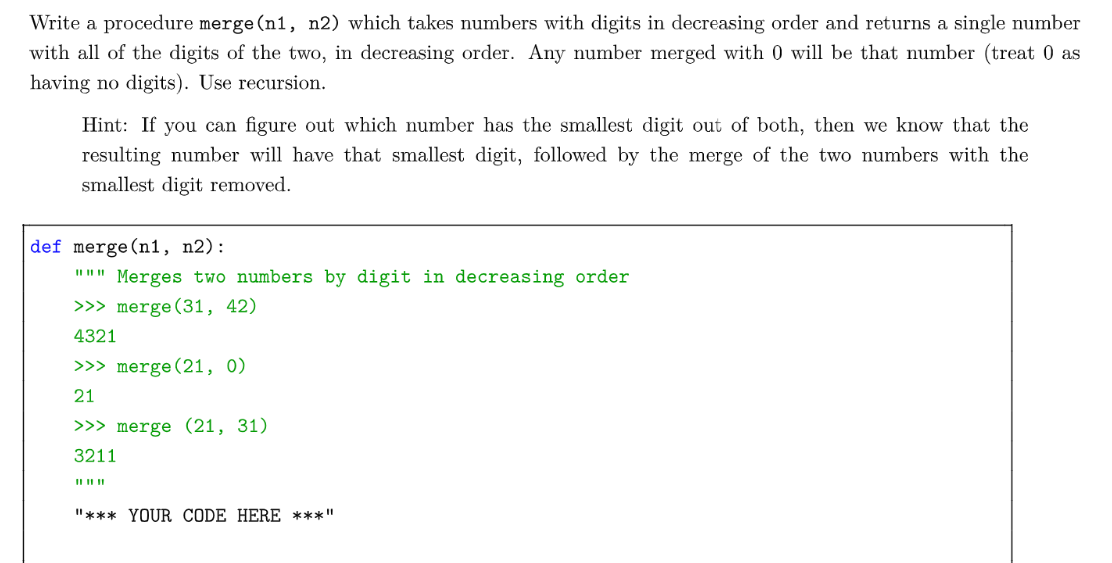 Write a procedure merge(n1, n2) which takes numbers with digits in decreasing order and returns a single number
with all of the digits of the two, in decreasing order. Any number merged with 0 will be that number (treat 0 as
having no digits). Use recursion.
Hint: If you can figure out which number has the smallest digit out of both, then we know that the
resulting number will have that smallest digit, followed by the merge of the two numbers with the
smallest digit removed.
def merge(n1, n2):
""" Merges two numbers by digit in decreasing order
>>> merge(31, 42)
4321
>>> merge(21, 0)
21
>>> merge (21, 31)
3211
"""
"*** YOUR CODE HERE ***"